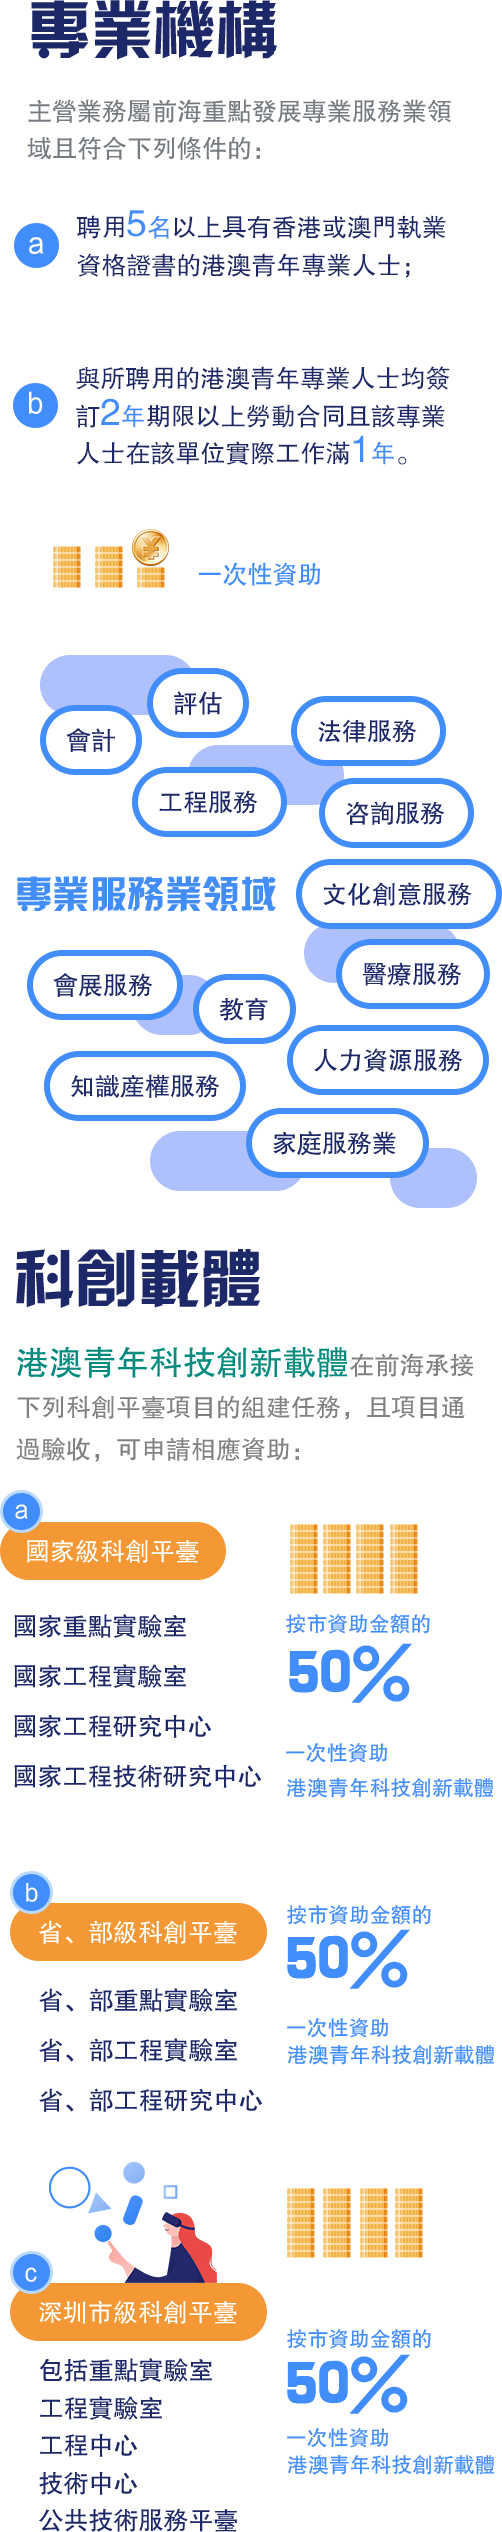 專業機構
主營業務屬前海重點發展專業服務業領
域且符合下列條件的：
a
聘用5名以上具有香港或澳門執業
資格證書的港澳青年專業人士；
b
與所聘用的港澳青年專業人士均簽
訂2年期限以上勞動合同且該專業
人士在該單位實際工作滿1年。
一次性資助
評估
會計
法律服務
工程服務
咨詢服務
專業服務業領域
文化創意服務
醫療服務
會展服務
教育
人力資源服務
知識産權服務
家庭服務業
科創載體
港澳青年科技創新載體在前海承接
下列科創平臺項目的組建任務，且項目通
過驗收，可申請相應資助：
a
國家級科創平臺
國家重點實驗室
國家工程實驗室
國家工程研究中心
國家工程技術研究中心
按市資助金額的
50%
一次性資助
港澳青年科技創新載體
b
省、部級科創平臺
省、部重點實驗室
省、部工程實驗室
省、部工程研究中心
按市資助金額的
50%
一次性資助
港澳青年科技創新載體
c
深圳市級科創平臺
包括重點實驗室
工程實驗室
工程中心
技術中心
公共技術服務平臺
按市資助金額的
50%
一次性資助
港澳青年科技創新載體